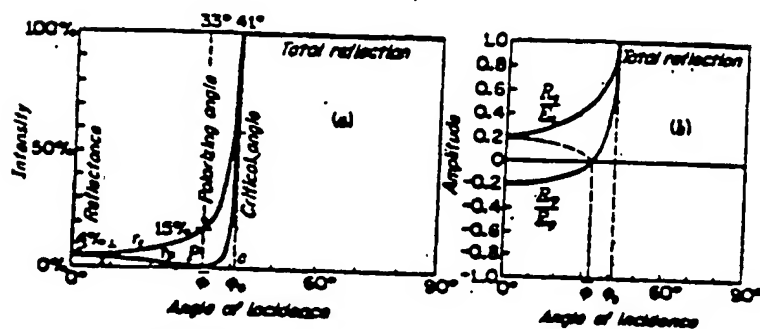 33° 41°
100%
Total reflection
Polarizing angle
Critical angle
(a)
50%
Intensity
Reflectance
15%
4%
0%
0°
60°
90°
Angle of incidence
1.0
0.8
0.6
0.4
0.2
0
-0.2
-0.4
-0.6
-0.8
-1.0
Amplitude
Total reflection
(b)
0°
60°
90°
Angle of incidence